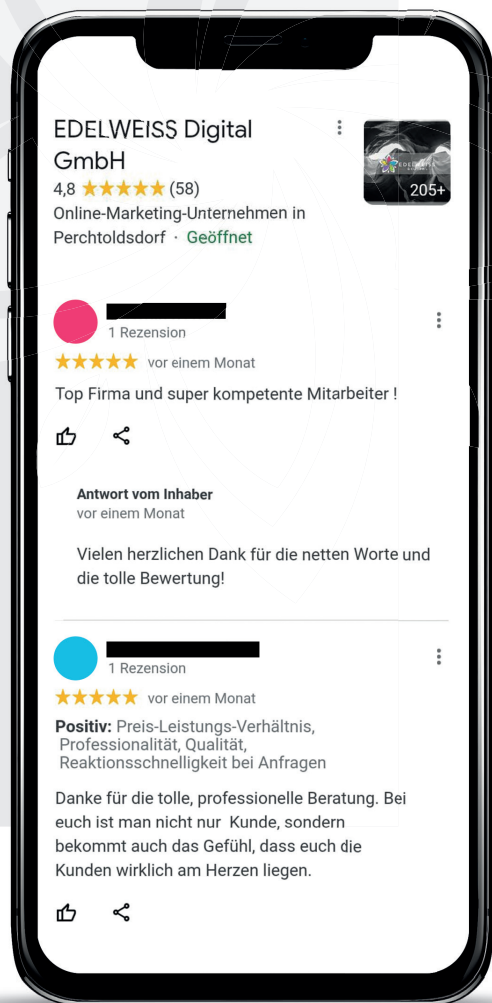 EDELWEISS Digital
GmbH
4,8 ★★★★★ (58)
Online-Marketing-Unternehmen in
Perchtoldsdorf · Geöffnet
EDELWEISS
205+
1 Rezension
★★★★★ vor einem Monat
Top Firma und super kompetente Mitarbeiter !
Antwort vom Inhaber
vor einem Monat
Vielen herzlichen Dank für die netten Worte und
die tolle Bewertung!
1 Rezension
★★★★★ vor einem Monat
Positiv: Preis-Leistungs-Verhältnis,
Professionalität, Qualität,
Reaktionsschnelligkeit bei Anfragen
Danke für die tolle, professionelle Beratung. Bei
euch ist man nicht nur Kunde, sondern
bekommt auch das Gefühl, dass euch die
Kunden wirklich am Herzen liegen.